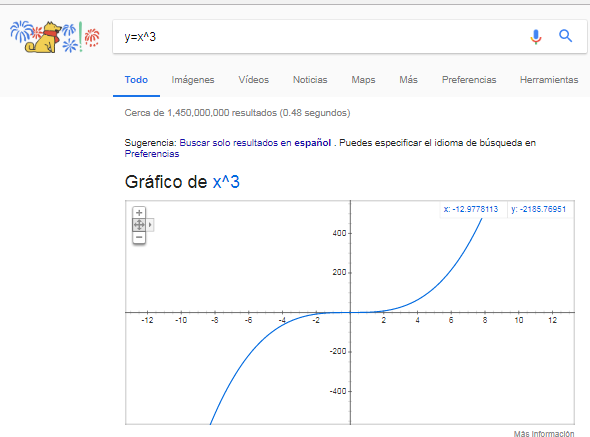 y=x^3
Todo Imágenes Vídeos Noticias Maps Más Preferencias Herramientas
Cerca de 1,450,000,000 resultados (0.48 segundos)
Sugerencia: Buscar solo resultados en español . Puedes especificar el idioma de búsqueda en
Preferencias
Gráfico de x^3
x: -12.9778113 y: -2185.76951
400
200
-12 -10 -8 -6 -4 -2 2 4 6 8 10 12
-200
-400
Más información